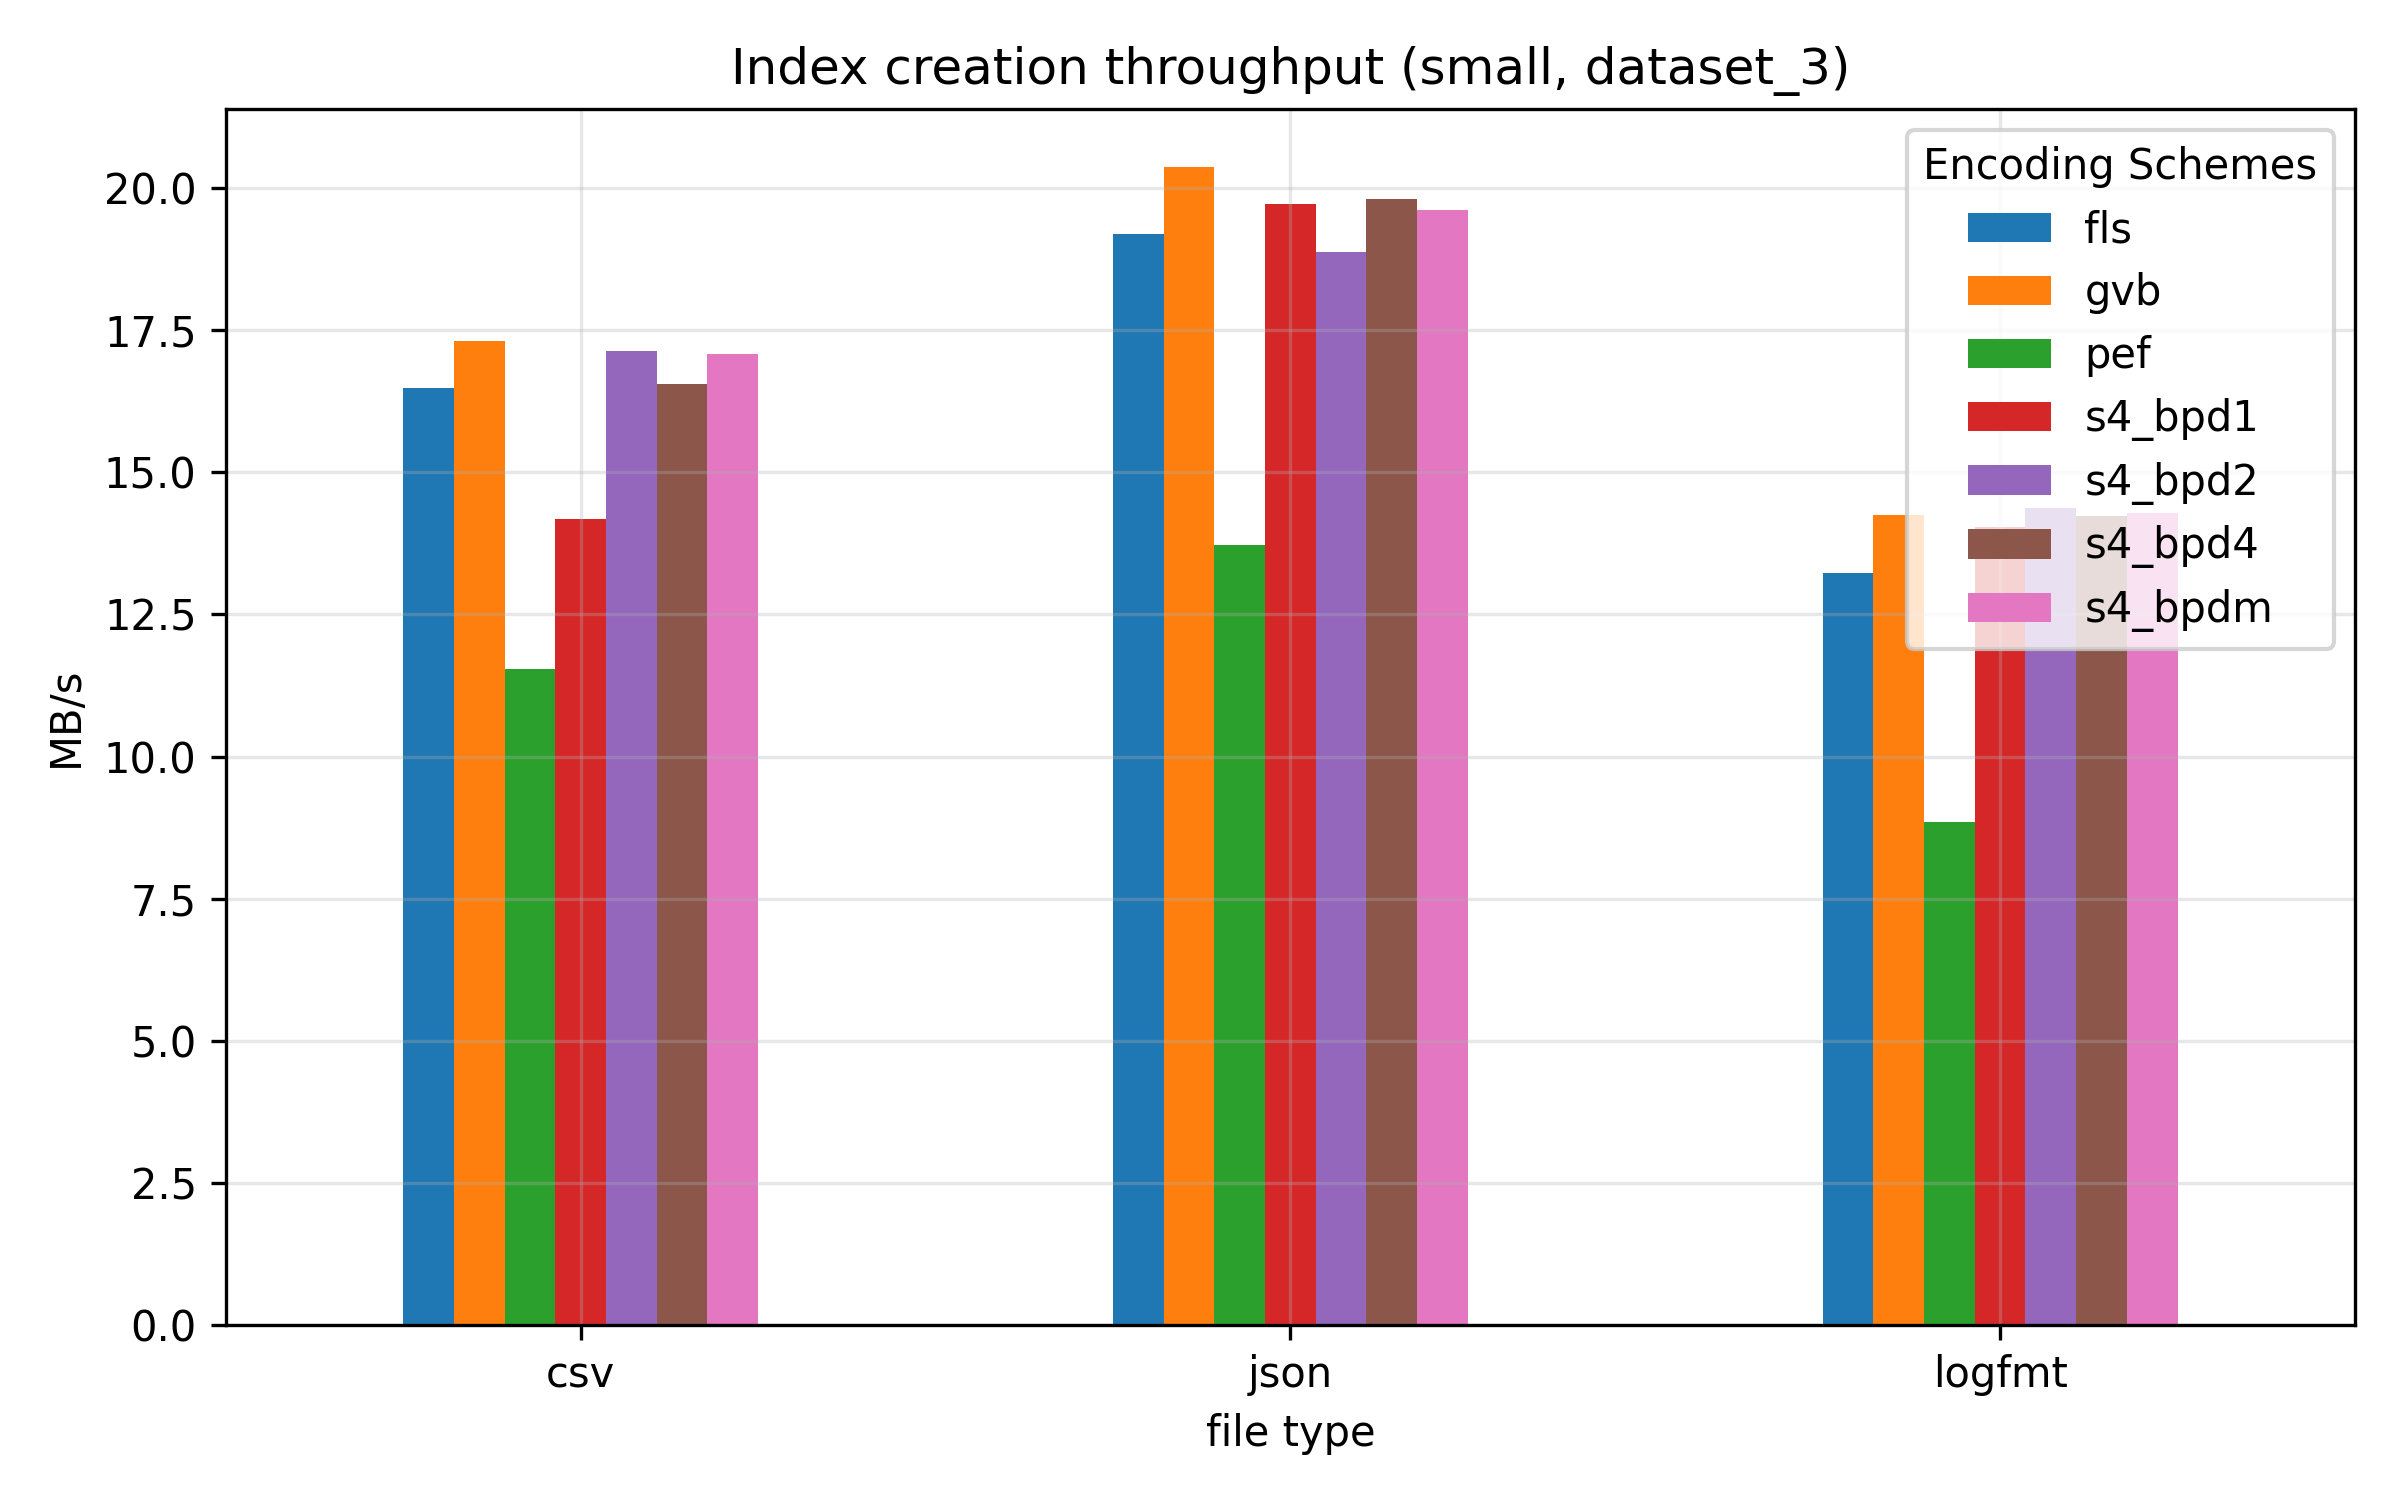 Index creation throughput (small, dataset_3)
Encoding Schemes
fls
gvb
pef
s4_bpd1
s4_bpd2
s4_bpd4
s4_bpdm
MB/s
20.0
17.5
15.0
12.5
10.0
7.5
5.0
2.5
0.0
csv
json
logfmt
file type